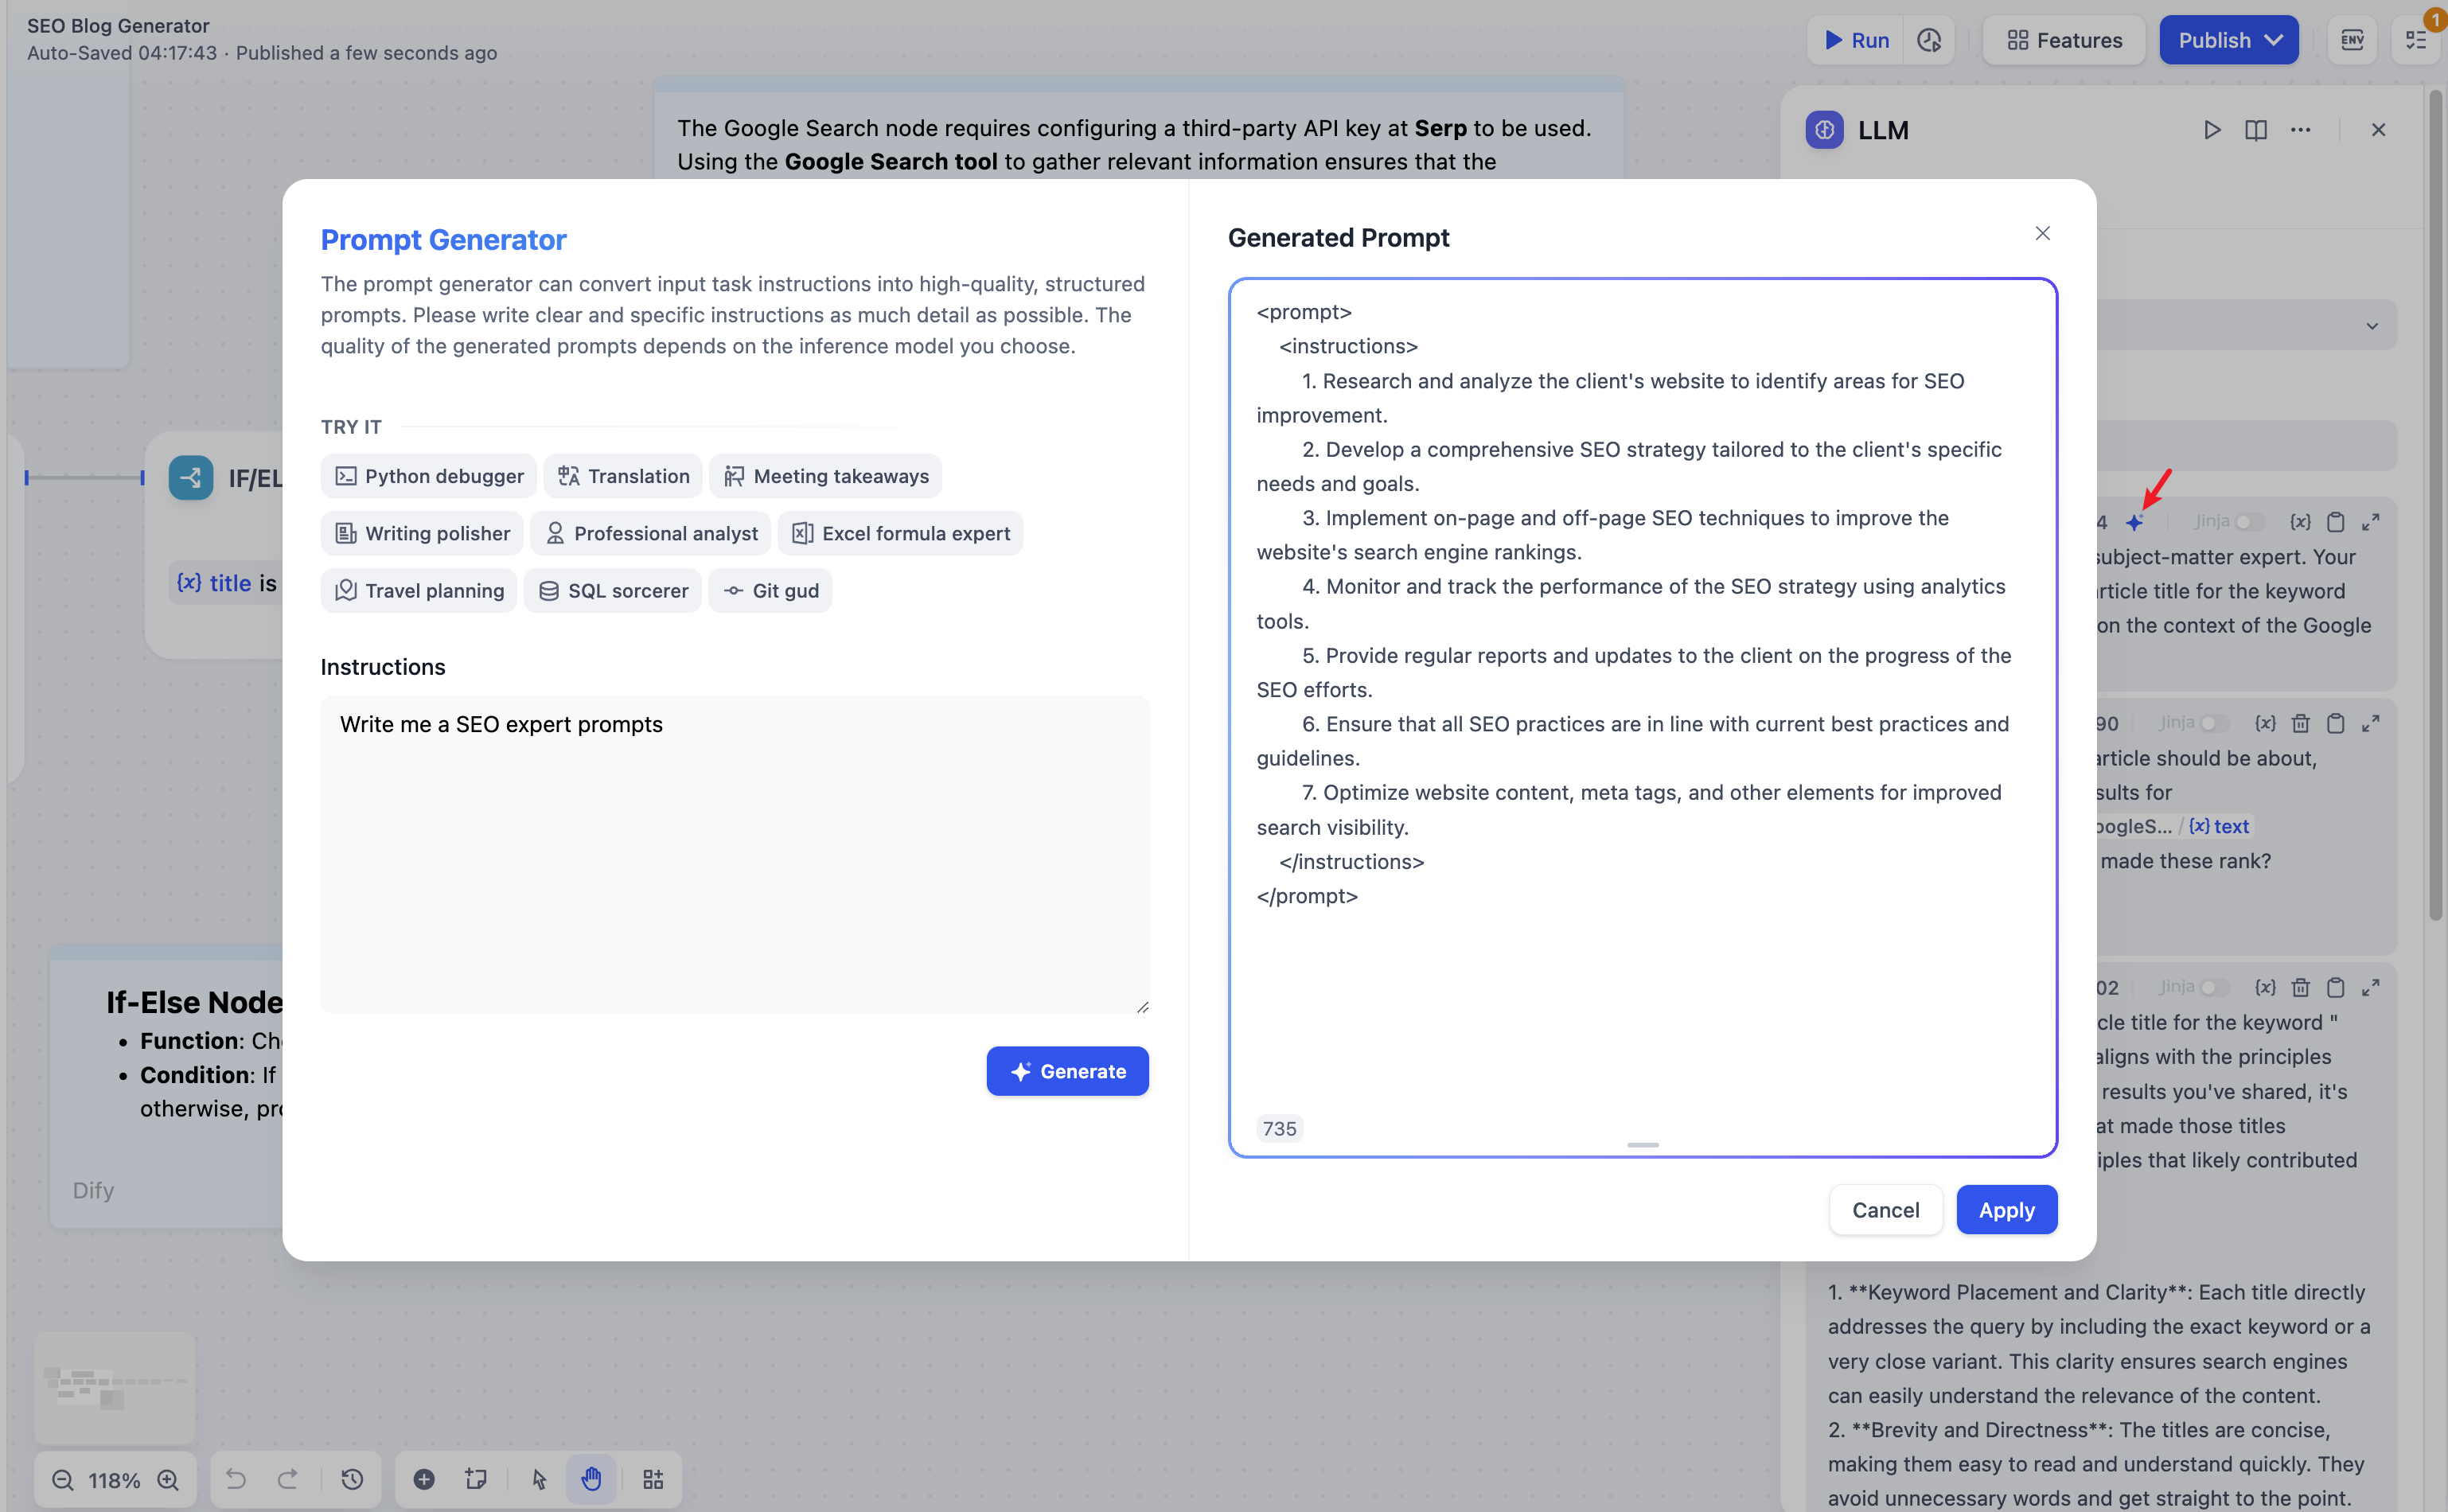 SEO Blog Generator
Auto-Saved 04:17:43 · Published a few seconds ago
Run
Features
Publish
ENV
1
The Google Search node requires configuring a third-party API key at Serp to be used.
Using the Google Search tool to gather relevant information ensures that the
LLM
IF/EL
{x} title is
If-Else Node
• Function: Ch
• Condition: If
otherwise, pr
Dify
118%
Prompt Generator
The prompt generator can convert input task instructions into high-quality, structured
prompts. Please write clear and specific instructions as much detail as possible. The
quality of the generated prompts depends on the inference model you choose.
TRY IT
Python debugger
Translation
Meeting takeaways
Writing polisher
Professional analyst
Excel formula expert
Travel planning
SQL sorcerer
Git gud
Instructions
Write me a SEO expert prompts
Generate
Generated Prompt
<prompt>
<instructions>
1. Research and analyze the client's website to identify areas for SEO
improvement.
2. Develop a comprehensive SEO strategy tailored to the client's specific
needs and goals.
3. Implement on-page and off-page SEO techniques to improve the
website's search engine rankings.
4. Monitor and track the performance of the SEO strategy using analytics
tools.
5. Provide regular reports and updates to the client on the progress of the
SEO efforts.
6. Ensure that all SEO practices are in line with current best practices and
guidelines.
7. Optimize website content, meta tags, and other elements for improved
search visibility.
</instructions>
</prompt>
735
Cancel
Apply
4 Jinja {x}
subject-matter expert. Your
article title for the keyword
on the context of the Google
90 Jinja {x}
article should be about,
sults for
oogleS... / {x} text
made these rank?
02 Jinja {x}
cle title for the keyword "
aligns with the principles
results you've shared, it's
at made those titles
iples that likely contributed
1. **Keyword Placement and Clarity**: Each title directly
addresses the query by including the exact keyword or a
very close variant. This clarity ensures search engines
can easily understand the relevance of the content.
2. **Brevity and Directness**: The titles are concise,
making them easy to read and understand quickly. They
avoid unnecessary words and get straight to the point.